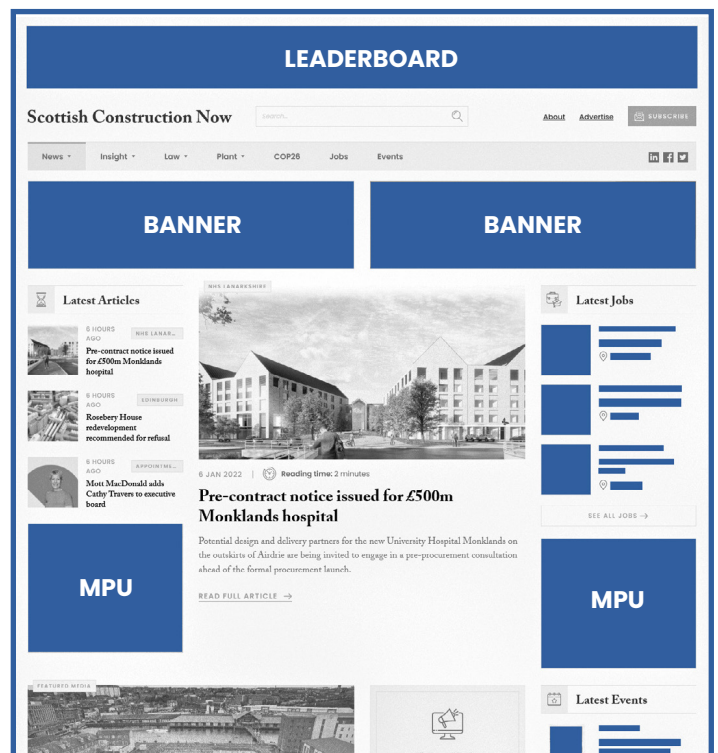 LEADERBOARD
Scottish Construction Now
search...
About Advertise SUBSCRIBE
News Insight Law Plant COP26 Jobs Events
BANNER BANNER
Latest Articles
6 HOURS AGO
NHS LANAR...
Pre-contract notice issued
for £500m Monklands
hospital
6 HOURS AGO
EDINBURGH
Rosebery House
redevelopment
recommended for refusal
6 HOURS AGO
APPOINTME...
Mott MacDonald adds
Cathy Travers to executive
board
MPU
NHS LANARKSHIRE
6 JAN 2022 | Reading time: 2 minutes
Pre-contract notice issued for £500m
Monklands hospital
Potential design and delivery partners for the new University Hospital Monklands on
the outskirts of Airdrie are being invited to engage in a pre-procurement consultation
ahead of the formal procurement launch.
READ FULL ARTICLE →
Latest Jobs
SEE ALL JOBS →
MPU
FEATURED MEDIA
Latest Events